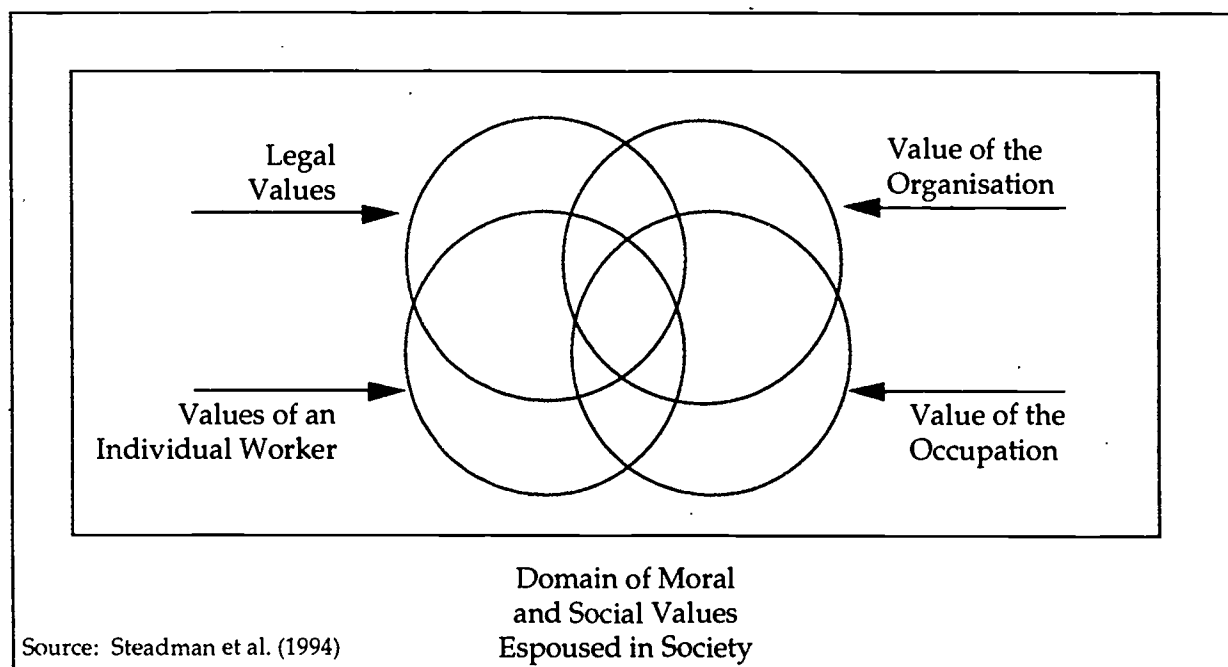 Legal
Values
Value of the
Organisation
Values of an
Individual Worker
Value of the
Occupation
Domain of Moral
and Social Values
Espoused in Society
Source: Steadman et al. (1994)